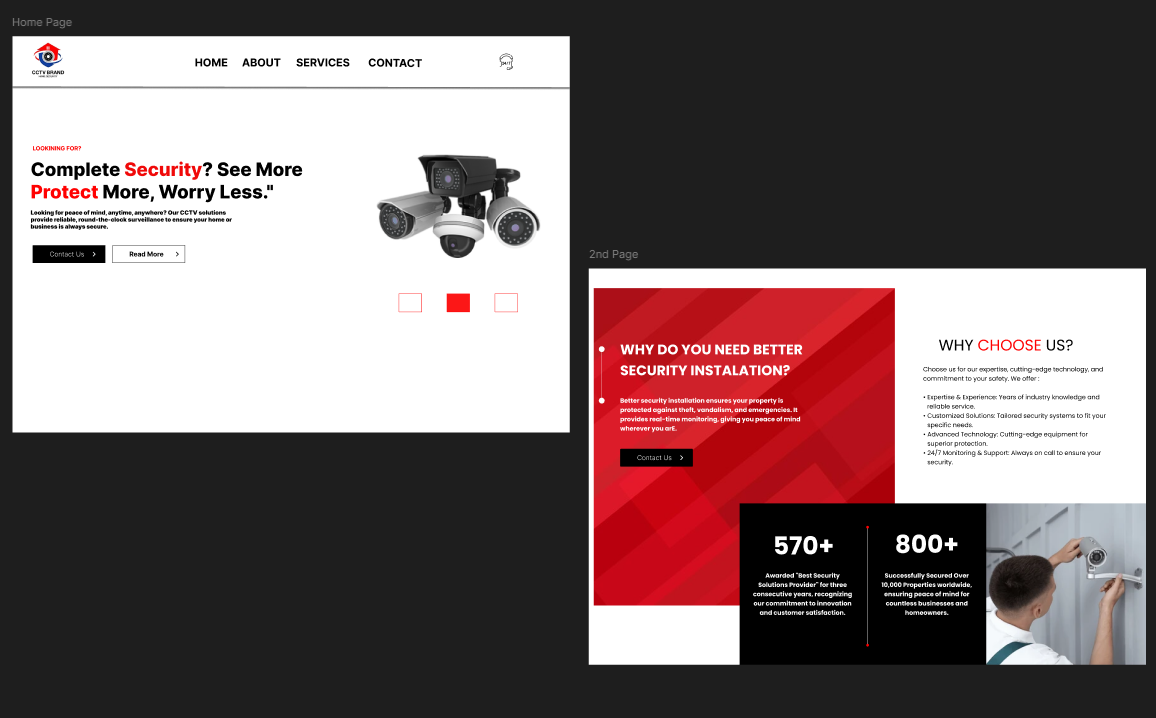 Home Page
CCTV BRAND
HOME SECURITY
HOME ABOUT SERVICES CONTACT
24/7
LOOKINING FOR?
Complete Security? See More
Protect More, Worry Less."
Looking for peace of mind, anytime, anywhere? Our CCTV solutions
provide reliable, round-the-clock surveillance to ensure your home or
business is always secure.
Contact Us
Read More
2nd Page
WHY DO YOU NEED BETTER
SECURITY INSTALATION?
Better security installation ensures your property is
protected against theft, vandalism, and emergencies. It
provides real-time monitoring, giving you peace of mind
wherever you arE.
Contact Us
WHY CHOOSE US?
Choose us for our expertise, cutting-edge technology, and
commitment to your safety. We offer :
• Expertise & Experience: Years of industry knowledge and
reliable service.
• Customized Solutions: Tailored security systems to fit your
specific needs.
• Advanced Technology: Cutting-edge equipment for
superior protection.
• 24/7 Monitoring & Support: Always on call to ensure your
security.
570+
Awarded "Best Security
Solutions Provider" for three
consecutive years, recognizing
our commitment to innovation
and customer satisfaction.
800+
Successfully Secured Over
10,000 Properties worldwide,
ensuring peace of mind for
countless businesses and
homeowners.